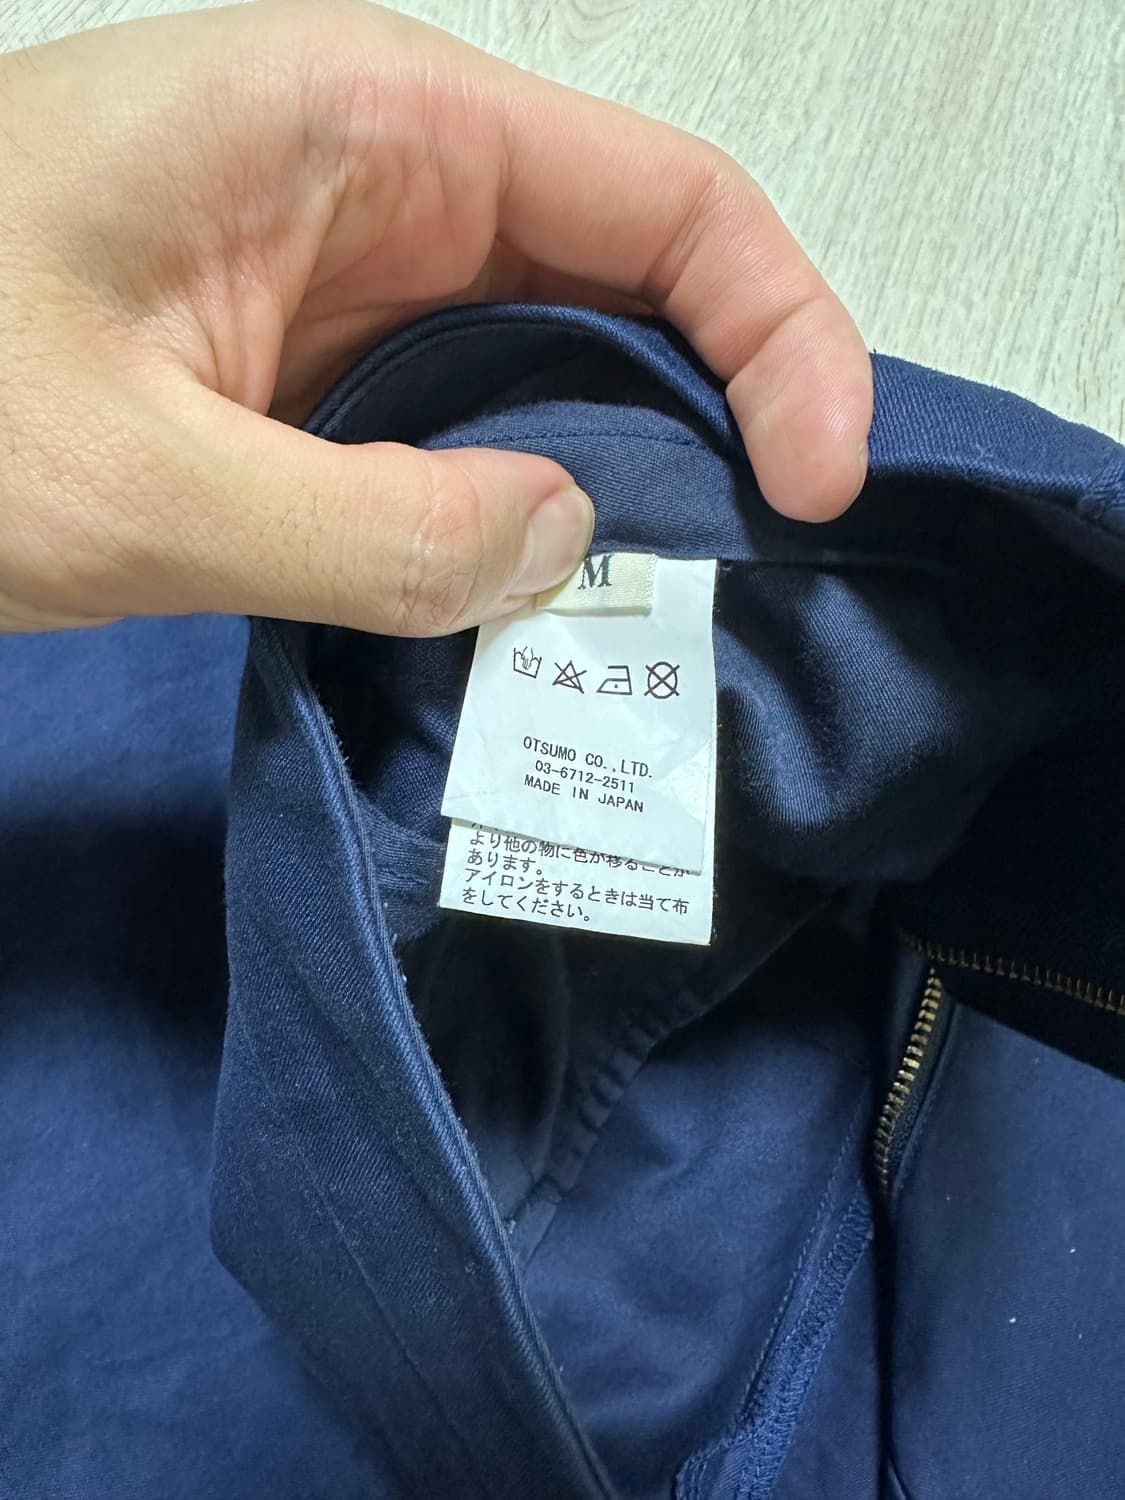 M
OTSUMO CO.,LTD.
03-6712-2511
MADE IN JAPAN
より他の物に色が移ることが
あります。
アイロンをするときは当て布
をしてください。